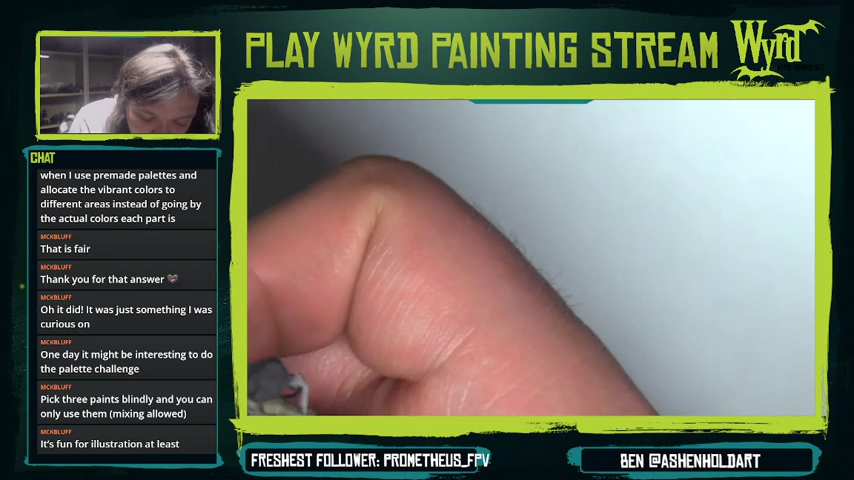 PLAY WYRD PAINTING STREAM
Wyrd
CHAT
when I use premade palettes and
allocate the vibrant colors to
different areas instead of going by
the actual colors each part is
MCKBLUFF
That is fair
MCKBLUFF
Thank you for that answer
MCKBLUFF
Oh it did! It was just something I was
curious on
MCKBLUFF
One day it might be interesting to do
the palette challenge
MCKBLUFF
Pick three paints blindly and you can
only use them (mixing allowed)
MCKBLUFF
It's fun for illustration at least
FRESHEST FOLLOWER: PROMETHEUS_FPV
BEN @ASHENHOLDART